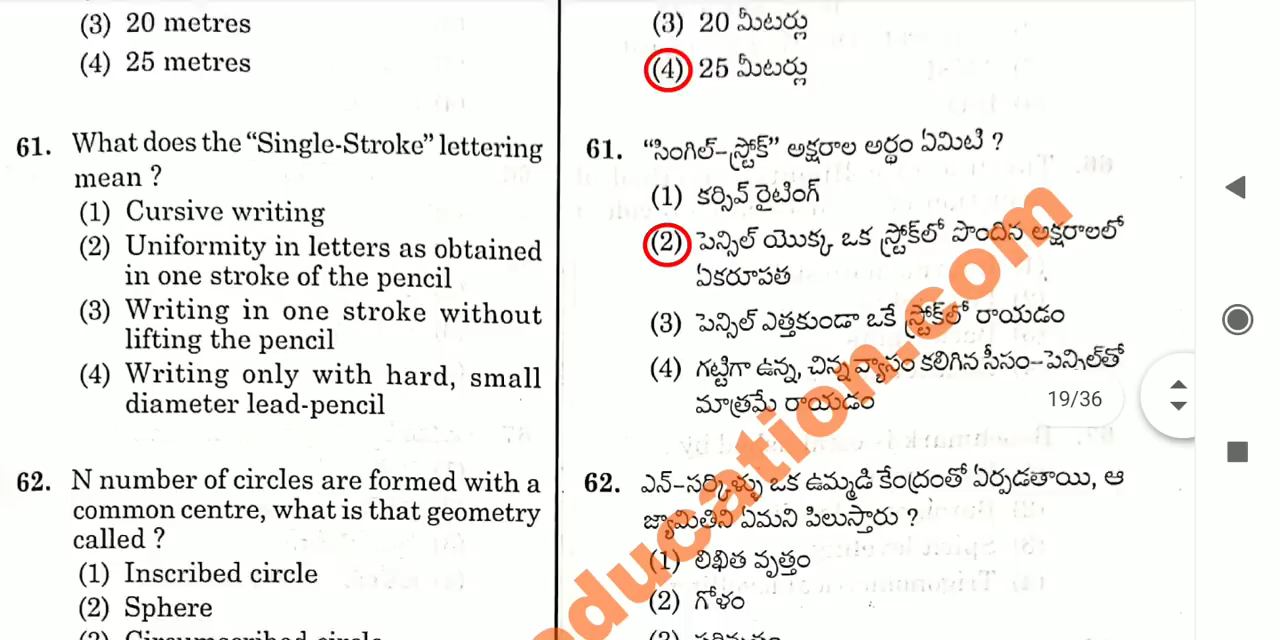 (3) 20 metres
(4) 25 metres
61. What does the “Single-Stroke” lettering
mean ?
(1) Cursive writing
(2) Uniformity in letters as obtained
in one stroke of the pencil
(3) Writing in one stroke without
lifting the pencil
(4) Writing only with hard, small
diameter lead-pencil
62. N number of circles are formed with a
common centre, what is that geometry
called ?
(1) Inscribed circle
(2) Sphere
(3) Circumscribed circle
(3) 20 మీటర్లు
(4) 25 మీటర్లు
61. “సింగిల్-స్ట్రోక్” అక్షరాల అర్థం ఏమిటి ?
(1) కర్సివ్ రైటింగ్
(2) పెన్సిల్ యొక్క ఒక స్ట్రోక్‌లో పొందిన అక్షరాలలో
ఏకరూపత
(3) పెన్సిల్ ఎత్తకుండా ఒకే స్ట్రోక్‌లో రాయడం
(4) గట్టిగా ఉన్న, చిన్న వ్యాసం కలిగిన సీసం-పెన్సిల్‌తో
మాత్రమే రాయడం
62. ఎన్-సర్కిళ్ళు ఒక ఉమ్మడి కేంద్రంతో ఏర్పడతాయి, ఆ
జ్యామితిని ఏమని పిలుస్తారు ?
(1) లిఖిత వృత్తం
(2) గోళం
(3)
19/36
education.com